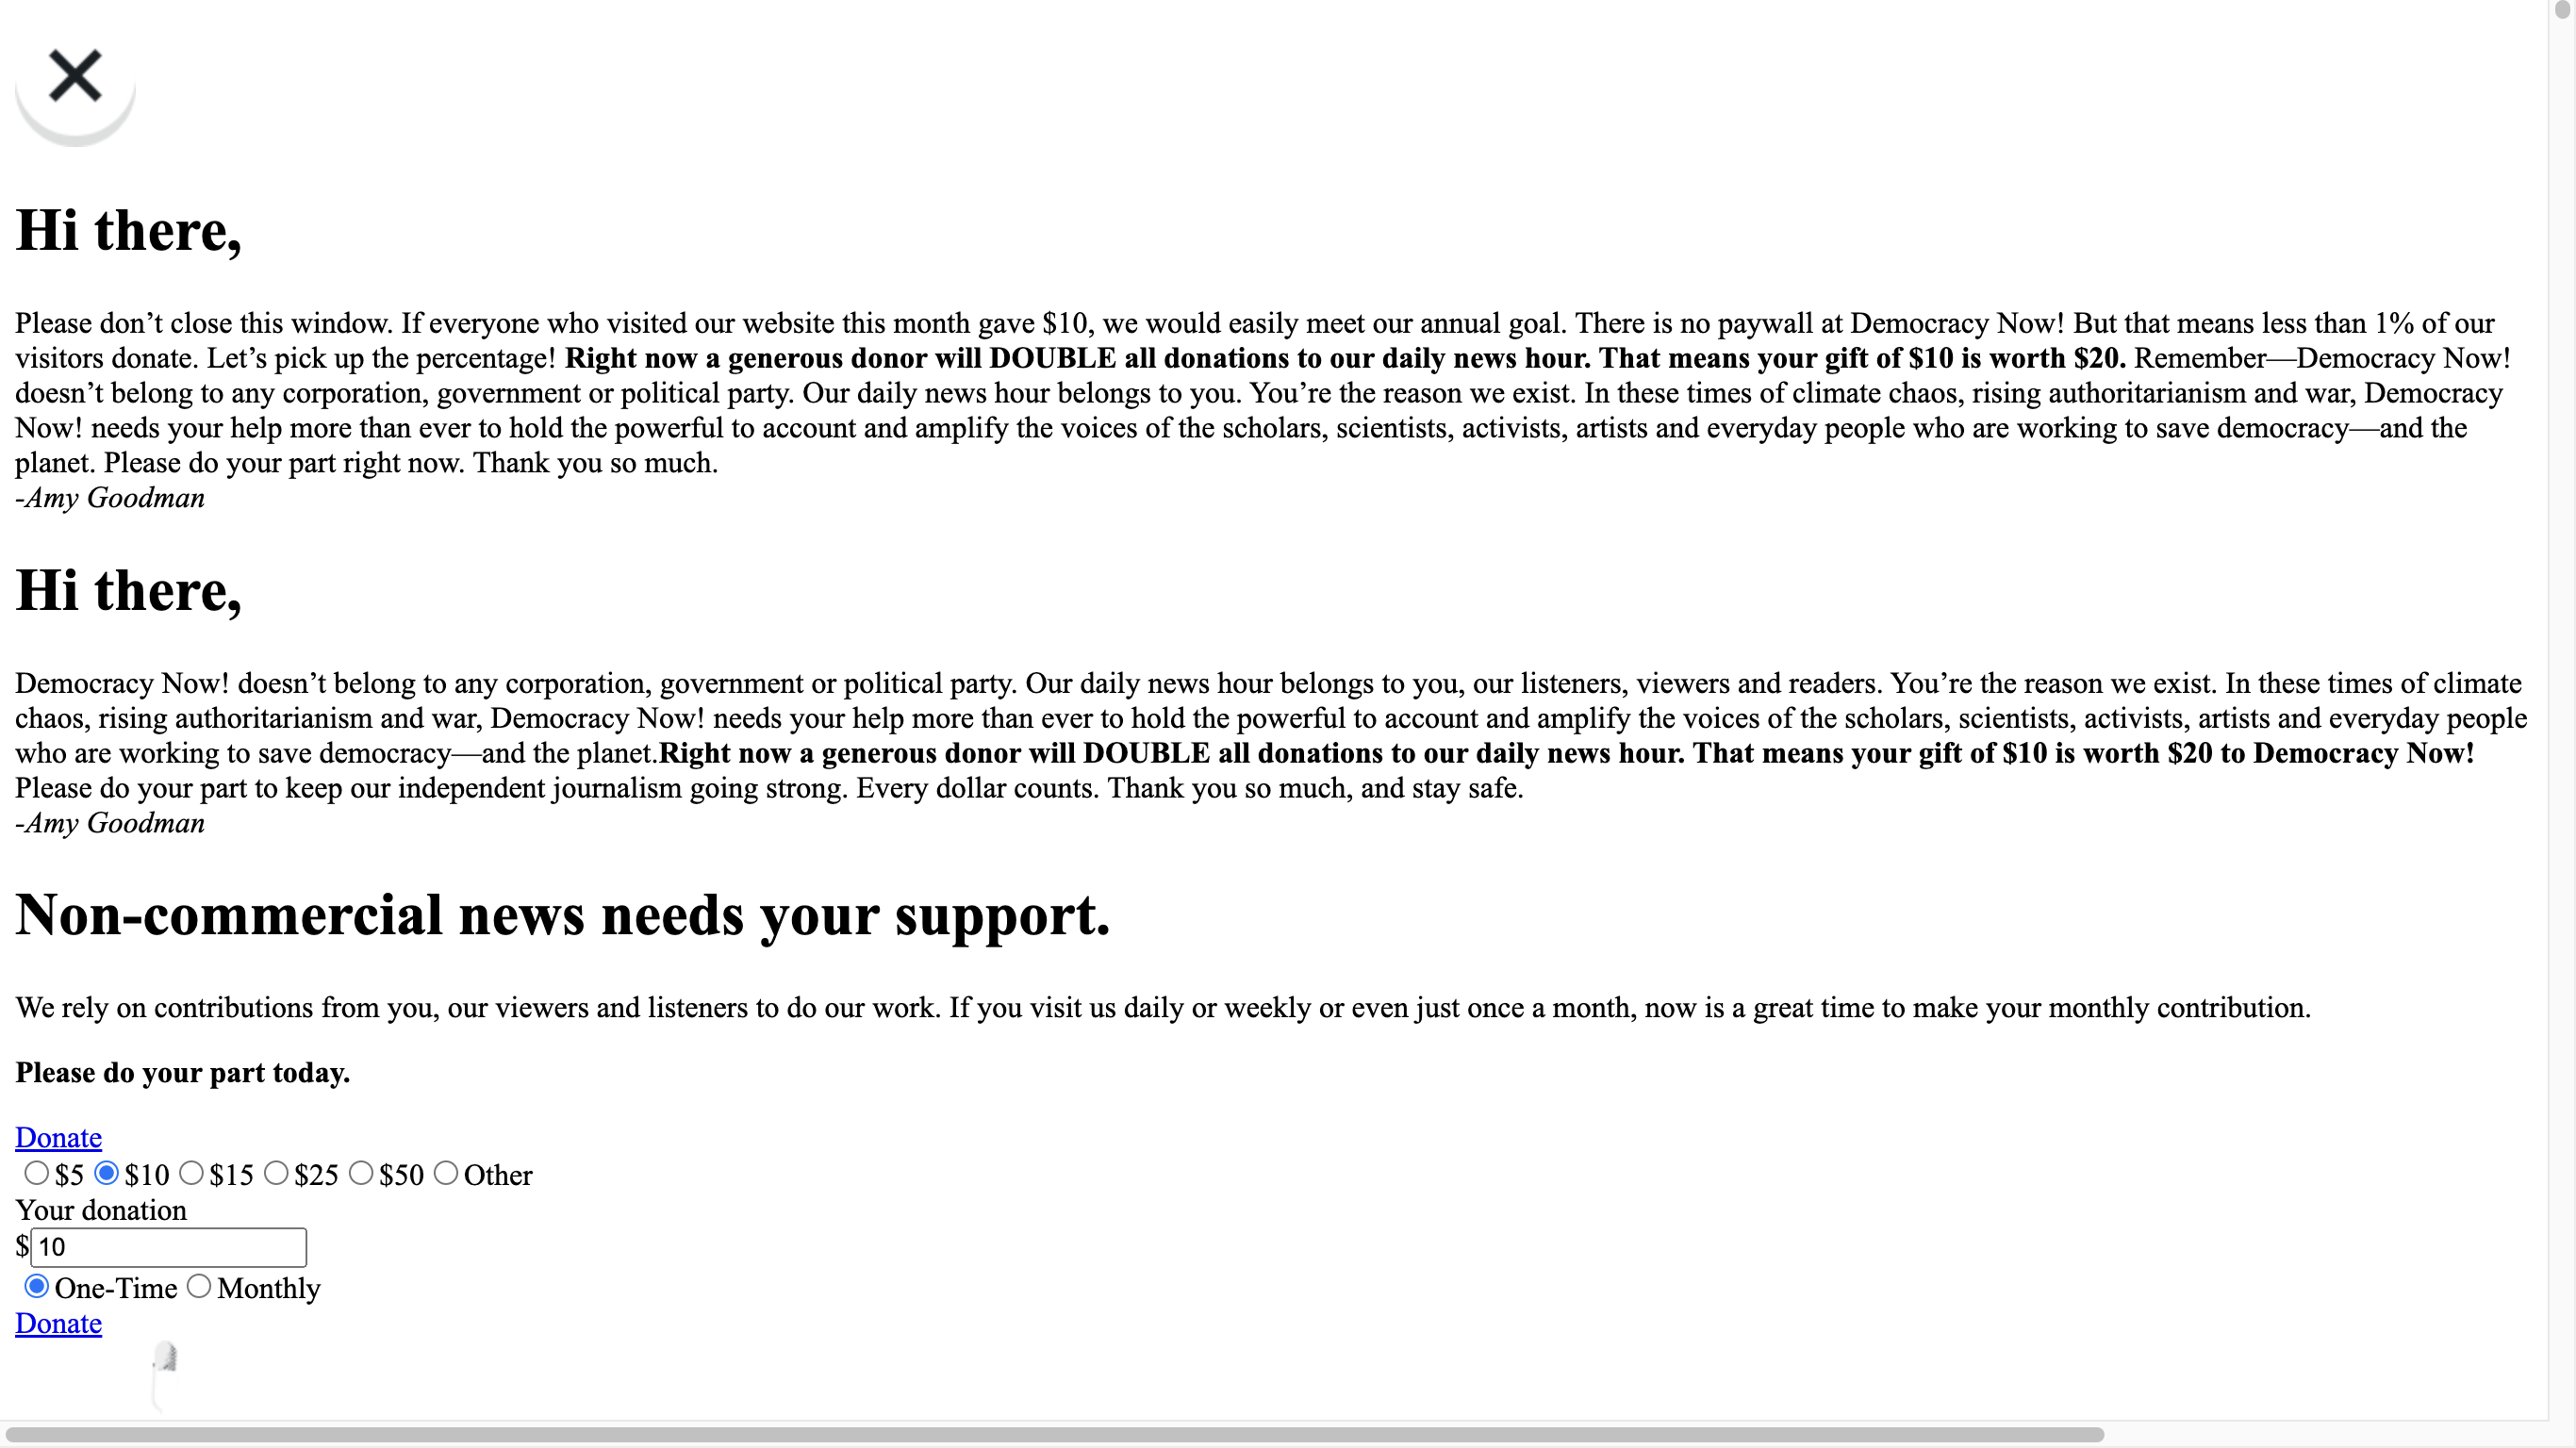 Hi there,
Please don’t close this window. If everyone who visited our website this month gave $10, we would easily meet our annual goal. There is no paywall at Democracy Now! But that means less than 1% of our
visitors donate. Let’s pick up the percentage! Right now a generous donor will DOUBLE all donations to our daily news hour. That means your gift of $10 is worth $20. Remember—Democracy Now!
doesn’t belong to any corporation, government or political party. Our daily news hour belongs to you. You’re the reason we exist. In these times of climate chaos, rising authoritarianism and war, Democracy
Now! needs your help more than ever to hold the powerful to account and amplify the voices of the scholars, scientists, activists, artists and everyday people who are working to save democracy—and the
planet. Please do your part right now. Thank you so much.
-Amy Goodman
Hi there,
Democracy Now! doesn’t belong to any corporation, government or political party. Our daily news hour belongs to you, our listeners, viewers and readers. You’re the reason we exist. In these times of climate
chaos, rising authoritarianism and war, Democracy Now! needs your help more than ever to hold the powerful to account and amplify the voices of the scholars, scientists, activists, artists and everyday people
who are working to save democracy—and the planet.Right now a generous donor will DOUBLE all donations to our daily news hour. That means your gift of $10 is worth $20 to Democracy Now!
Please do your part to keep our independent journalism going strong. Every dollar counts. Thank you so much, and stay safe.
-Amy Goodman
Non-commercial news needs your support.
We rely on contributions from you, our viewers and listeners to do our work. If you visit us daily or weekly or even just once a month, now is a great time to make your monthly contribution.
Please do your part today.
Donate
$5 $10 $15 $25 $50 Other
Your donation
$10
One-Time Monthly
Donate